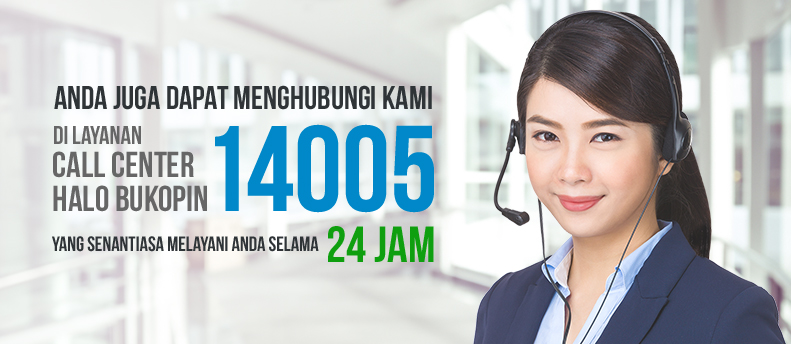 ANDA JUGA DAPAT MENGHUBUNGI KAMI
DI LAYANAN
CALL CENTER
HALO BUKOPIN
14005
YANG SENANTIASA MELAYANI ANDA SELAMA 24 JAM